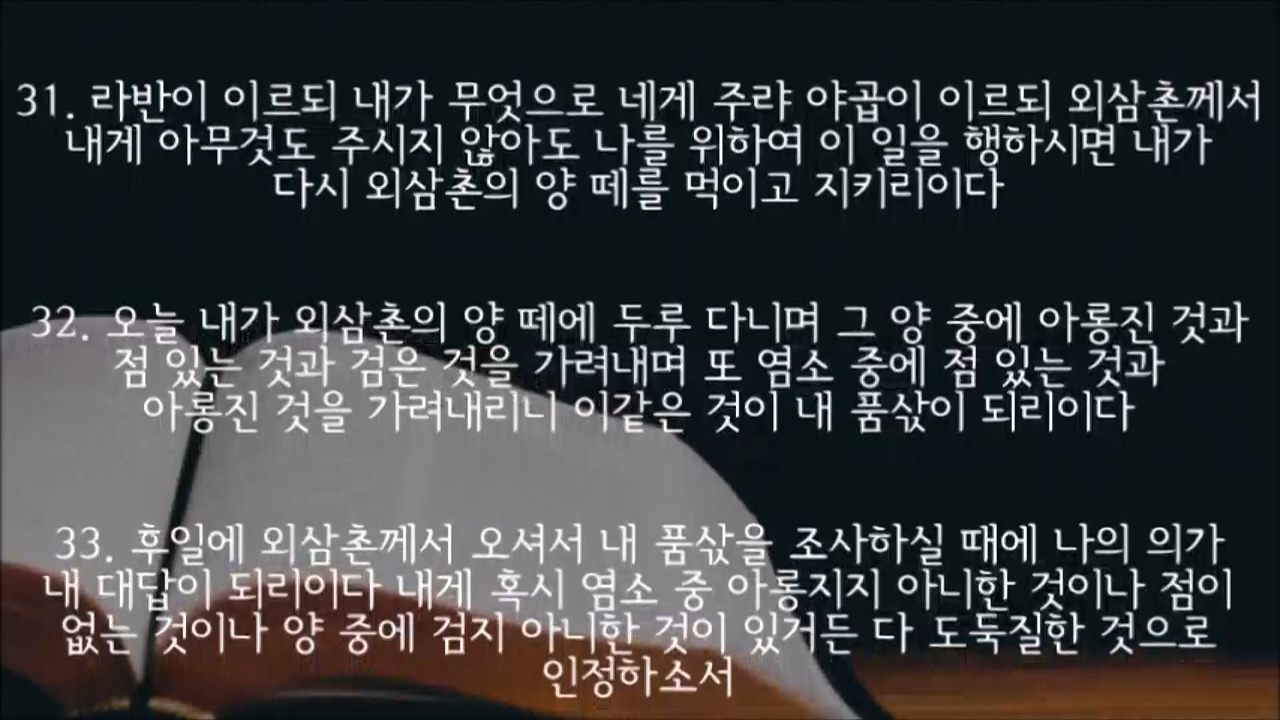 31. 라반이 이르되 내가 무엇으로 네게 주랴 야곱이 이르되 외삼촌께서
내게 아무것도 주시지 않아도 나를 위하여 이 일을 행하시면 내가
다시 외삼촌의 양 떼를 먹이고 지키리이다
32. 오늘 내가 외삼촌의 양 떼에 두루 다니며 그 양 중에 아롱진 것과
점 있는 것과 검은 것을 가려내며 또 염소 중에 점 있는 것과
아롱진 것을 가려내리니 이같은 것이 내 품삯이 되리이다
33. 후일에 외삼촌께서 오셔서 내 품삯을 조사하실 때에 나의 의가
내 대답이 되리이다 내게 혹시 염소 중 아롱지지 아니한 것이나 점이
없는 것이나 양 중에 검지 아니한 것이 있거든 다 도둑질한 것으로
인정하소서